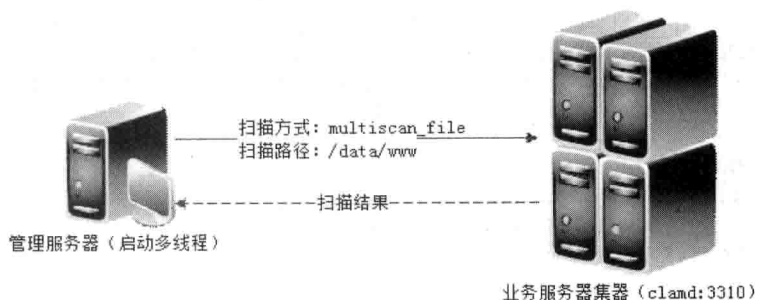 扫描方式：multiscan_file
扫描路径：/data/www
扫描结果
管理服务器（启动多线程）
业务服务器集器（clamd:3310）